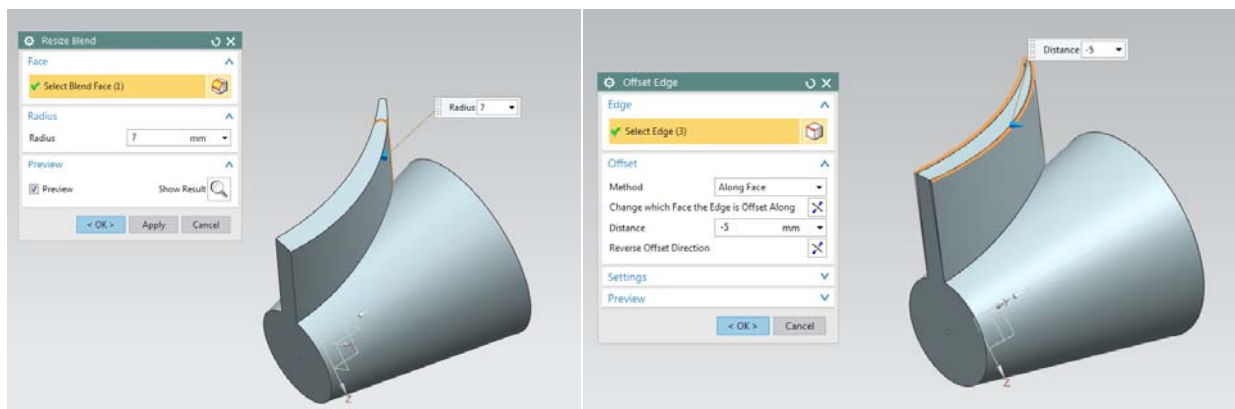 Resize Blend
Face
Select Blend Face (1)
Radius
Radius 7 mm
Preview
Preview Show Result
< OK > Apply Cancel
Radius 7
Z
Offset Edge
Edge
Select Edge (3)
Offset
Method Along Face
Change which Face the Edge is Offset Along
Distance -5 mm
Reverse Offset Direction
Settings
Preview
< OK > Cancel
Distance -5
Z